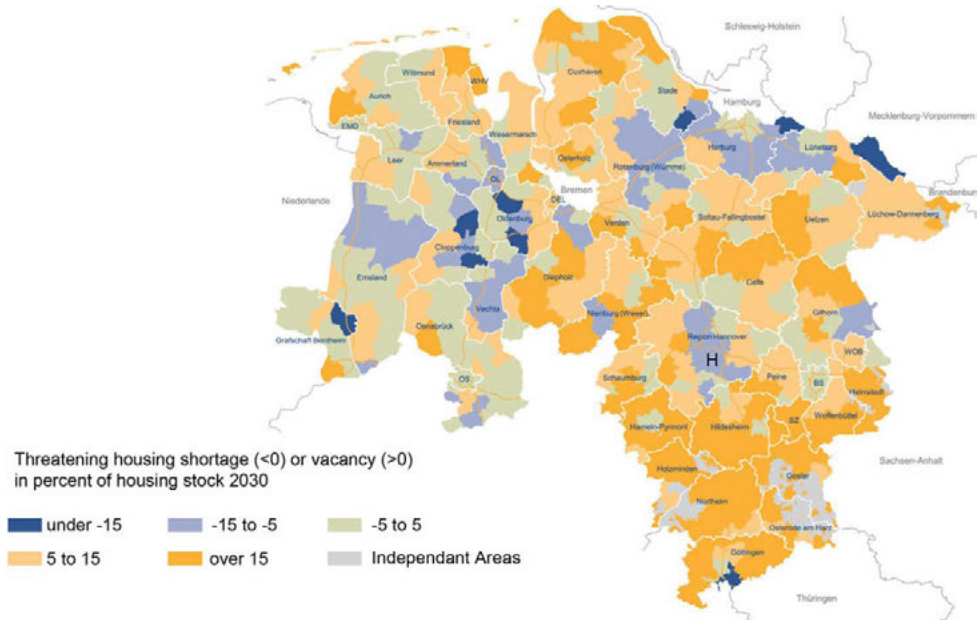 Schleswig-Holstein
Cuxhaven
Wittmund
WHV
Stade
Aurich
Hamburg
Mecklenburg-Vorpommern
Friesland
Wesermarsch
EMD
Harburg
Lüneburg
Leer
Ammerland
Osterholz
Rotenburg (Wümme)
OL
Bremen
Brandenburg
Niederlande
DEL
Oldenburg
Lüchow-Dannenberg
Verden
Soltau-Fallingbostel
Uelzen
Cloppenburg
Emsland
Diepholz
Celle
Vechta
Nienburg (Weser)
Gifhorn
Osnabrück
Region Hannover
Grafschaft Bentheim
H
WOB
OS
Schaumburg
Peine
BS
Helmstedt
Wolfenbüttel
Hameln-Pyrmont
Hildesheim
SZ
Threatening housing shortage (<0) or vacancy (>0)
in percent of housing stock 2030
Sachsen-Anhalt
Holzminden
Goslar
Northeim
under -15 -15 to -5 -5 to 5
Osterode am Harz
5 to 15 over 15 Independant Areas
Göttingen
Thüringen